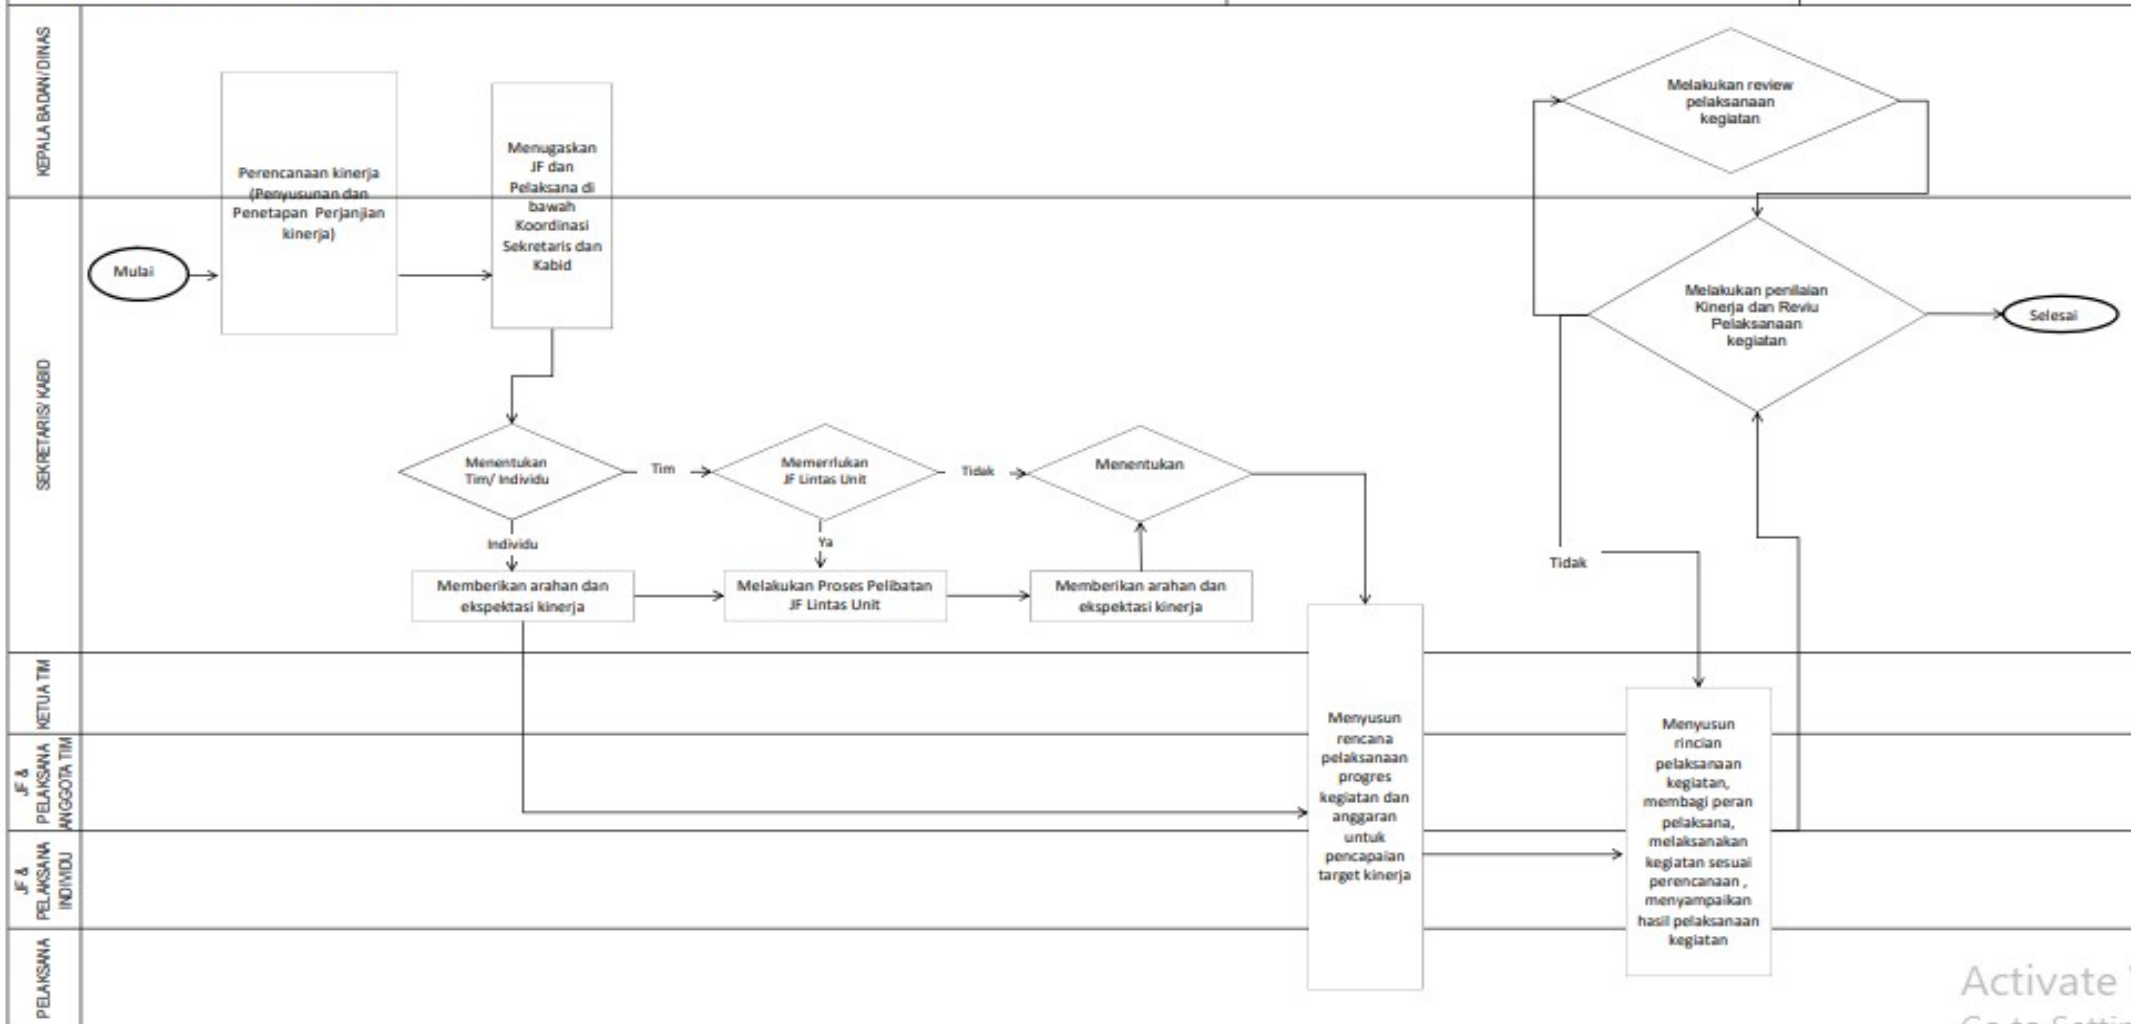 KEPALA BADAN/DINAS
Perencanaan kinerja
(Penyusunan dan
Penetapan Perjanjian
kinerja)
Menugaskan
JF dan
Pelaksana di
bawah
Koordinasi
Sekretaris dan
Kabid
Melakukan review
pelaksanaan
kegiatan
SEKRETARIS/ KABID
Mulai
Melakukan penilaian
Kinerja dan Reviu
Pelaksanaan
kegiatan
Selesai
Menentukan
Tim/ Individu
Tim
Memerrlukan
JF Lintas Unit
Tidak
Menentukan
Individu
Ya
Tidak
Memberikan arahan dan
ekspektasi kinerja
Melakukan Proses Pelibatan
JF Lintas Unit
Memberikan arahan dan
ekspektasi kinerja
KETUA TIM
JF &
PELAKSANA
ANGGOTA TIM
JF &
PELAKSANA
INDIVIDU
PELAKSANA
Menyusun
rencana
pelaksanaan
progres
kegiatan dan
anggaran
untuk
pencapaian
target kinerja
Menyusun
rincian
pelaksanaan
kegiatan,
membagi peran
pelaksana,
melaksanakan
kegiatan sesuai
perencanaan ,
menyampaikan
hasil pelaksanaan
kegiatan
Activate